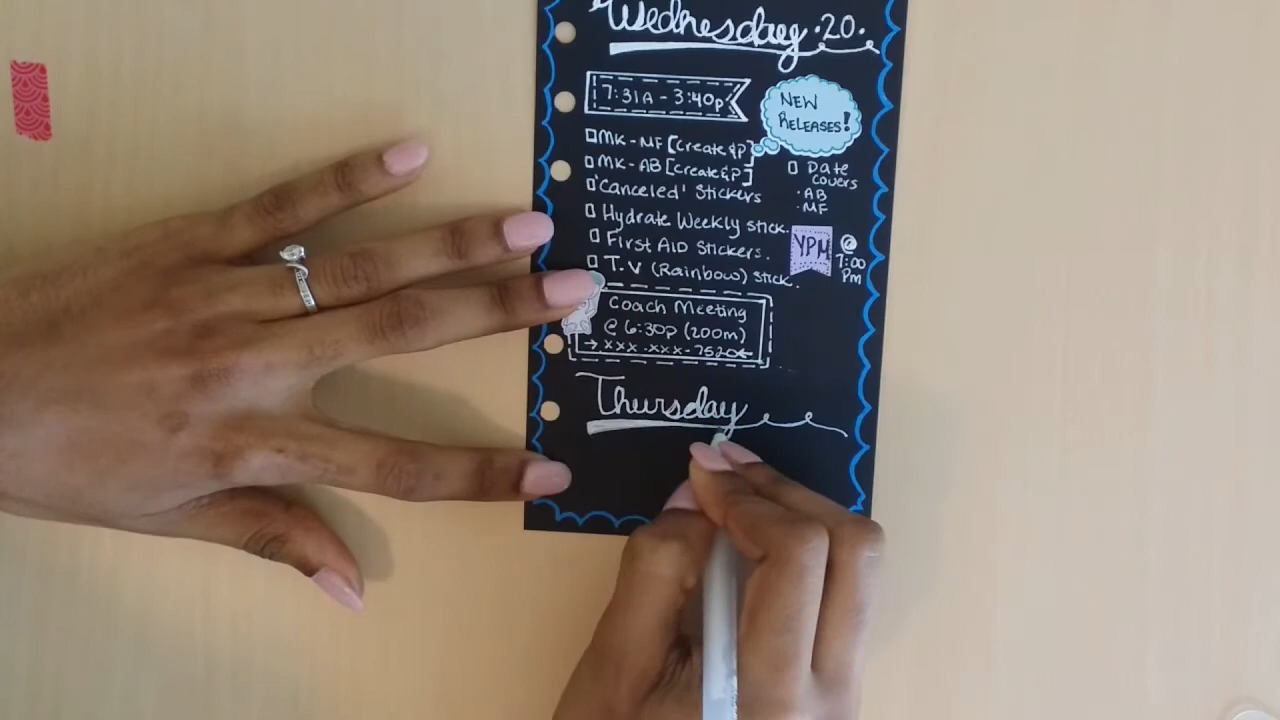 Wednesday ·20·
7:31A - 3:40p
NEW
RELEASES!
MK - MF [Create &P]
MK - AB [Create &P]
'Canceled' Stickers
Hydrate Weekly stick.
First AID Stickers.
T.V (Rainbow) Stick.
Date
covers
·AB
·MF
YPM @
7:00
Pm
Coach Meeting
@ 6:30p (200m)
→ xxx-xxx-7520←
Thursday